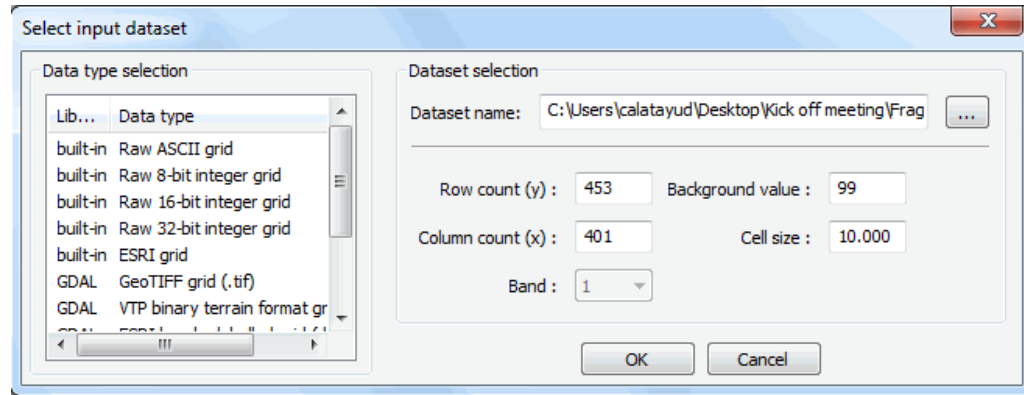 Select input dataset
Data type selection
Lib... Data type
built-in Raw ASCII grid
built-in Raw 8-bit integer grid
built-in Raw 16-bit integer grid
built-in Raw 32-bit integer grid
built-in ESRI grid
GDAL GeoTIFF grid (.tif)
GDAL VTP binary terrain format gr
Dataset selection
Dataset name: C:\Users\calatayud\Desktop\Kick off meeting\Frag ...
Row count (y) : 453 Background value : 99
Column count (x) : 401 Cell size : 10.000
Band : 1
OK Cancel